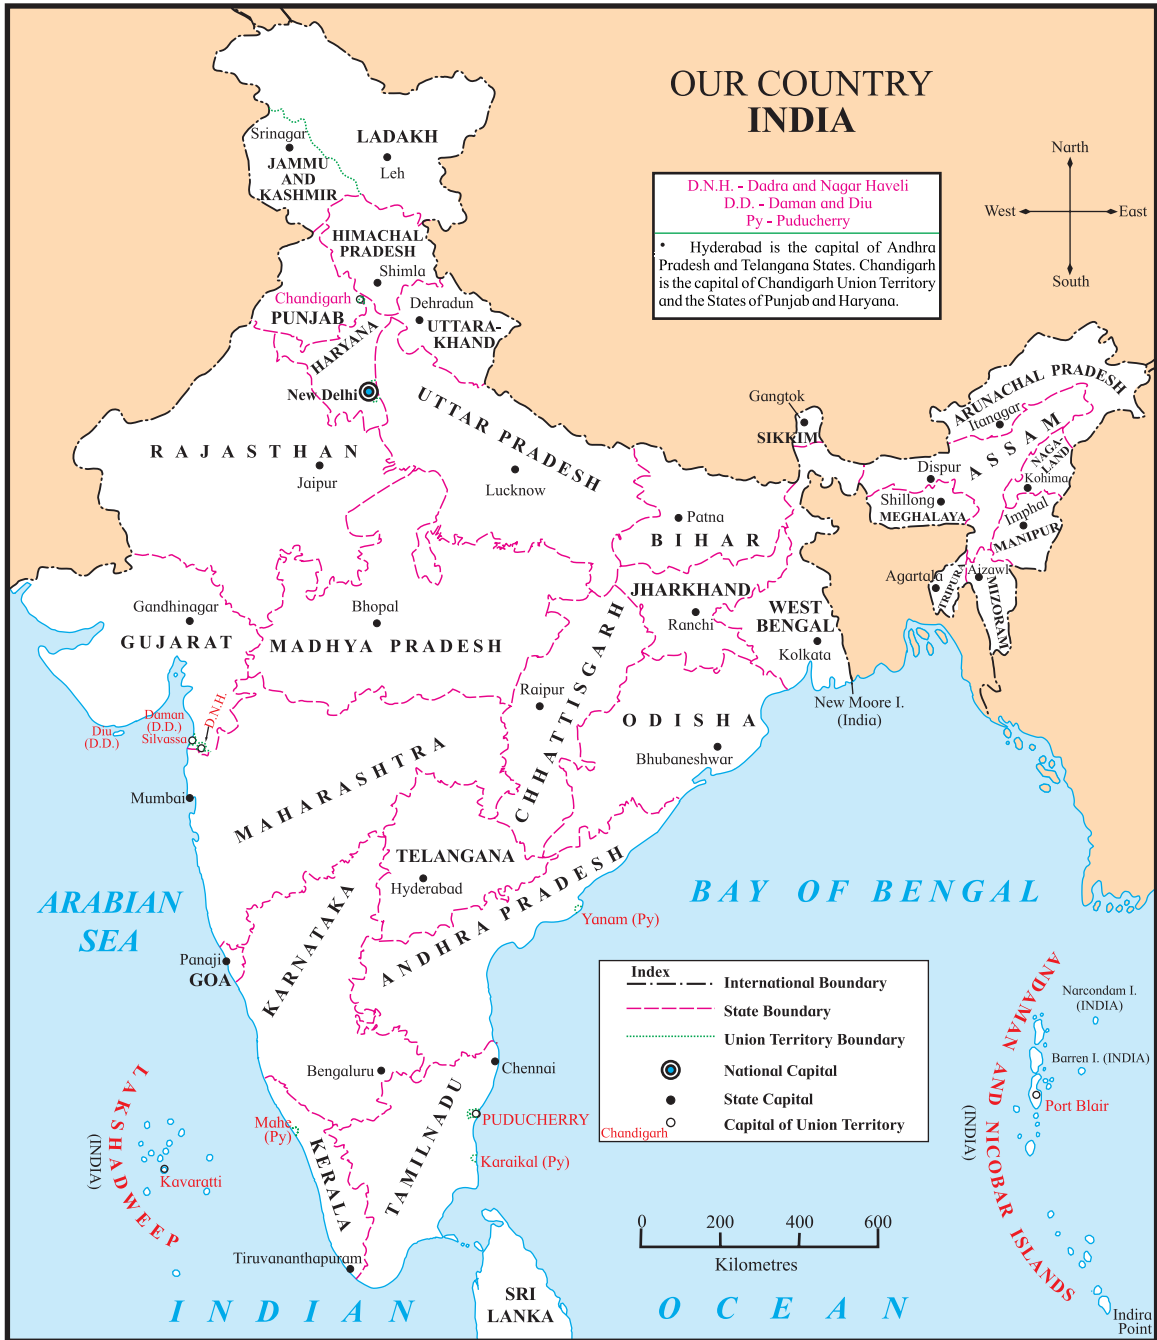 OUR COUNTRY
INDIA
Narth
West
East
South
D.N.H. - Dadra and Nagar Haveli
D.D. - Daman and Diu
Py - Puducherry
• Hyderabad is the capital of Andhra
Pradesh and Telangana States. Chandigarh
is the capital of Chandigarh Union Territory
and the States of Punjab and Haryana.
Srinagar
LADAKH
Leh
JAMMU
AND
KASHMIR
HIMACHAL
PRADESH
Shimla
Chandigarh
PUNJAB
Dehradun
UTTARA-
KHAND
HARYANA
New Delhi
UTTAR PRADESH
Lucknow
RAJASTHAN
Jaipur
Gangtok
SIKKIM
ARUNACHAL PRADESH
Itanagar
ASSAM
Dispur
NAGA-
LAND
Kohima
Shillong
MEGHALAYA
Imphal
MANIPUR
Patna
BIHAR
Agartala
TRIPURA
Aizawl
MIZORAM
JHARKHAND
Ranchi
WEST
BENGAL
Kolkata
New Moore I.
(India)
Gandhinagar
GUJARAT
Bhopal
MADHYA PRADESH
Raipur
CHHATTISGARH
ODISHA
Bhubaneshwar
Daman
(D.D.)
Diu
(D.D.)
Silvassa
D.N.H.
Mumbai
MAHARASHTRA
TELANGANA
Hyderabad
ANDHRA PRADESH
Yanam (Py)
ARABIAN
SEA
BAY OF BENGAL
KARNATAKA
Panaji
GOA
Bengaluru
Chennai
TAMILNADU
PUDUCHERRY
Karaikal (Py)
Mahe
(Py)
KERALA
Tiruvananthapuram
LAKSHADWEEP
(INDIA)
Kavaratti
Index
International Boundary
State Boundary
Union Territory Boundary
National Capital
State Capital
Chandigarh
Capital of Union Territory
ANDAMAN AND NICOBAR ISLANDS
(INDIA)
Narcondam I.
(INDIA)
Barren I. (INDIA)
Port Blair
Indira
Point
0 200 400 600
Kilometres
SRI
LANKA
INDIAN OCEAN